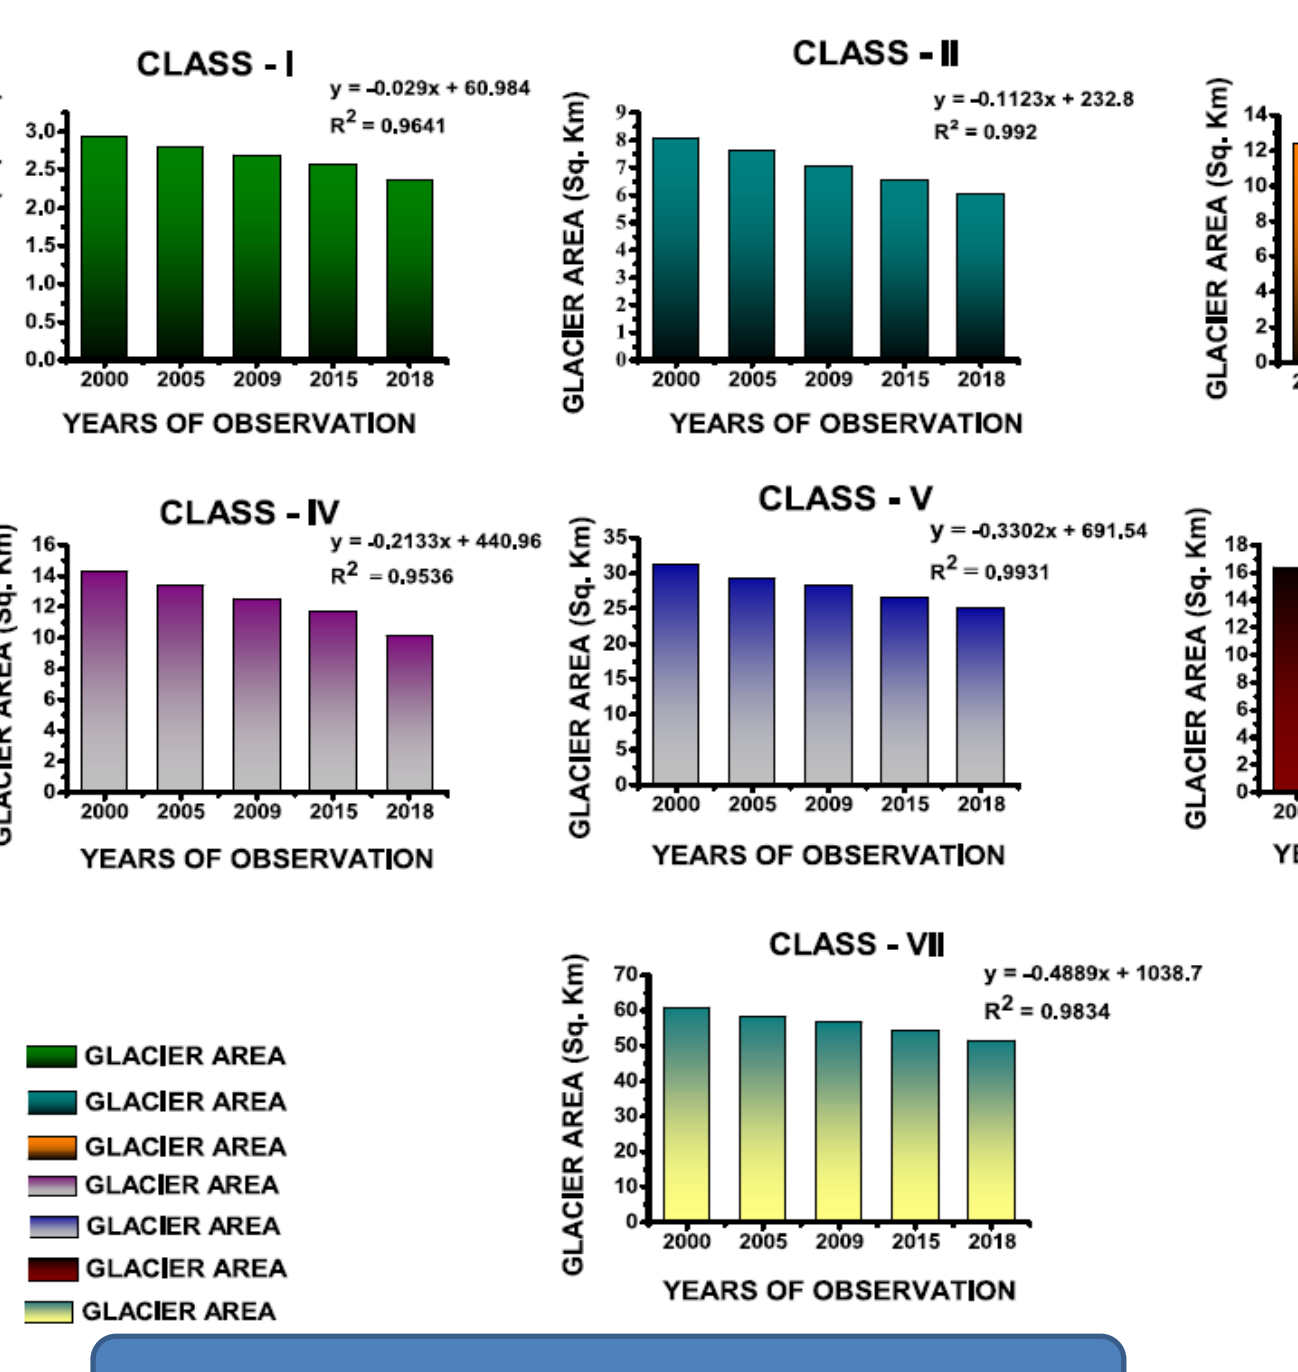 CLASS - I
y = -0.029x + 60.984
R² = 0.9641
3.0
2.5
2.0
1.5
1.0
0.5
0.0
2000 2005 2009 2015 2018
YEARS OF OBSERVATION
CLASS - II
y = -0.1123x + 232.8
R² = 0.992
GLACIER AREA (Sq. Km)
9
8
7
6
5
4
3
2
1
0
2000 2005 2009 2015 2018
YEARS OF OBSERVATION
GLACIER AREA (Sq. Km)
14
12
10
8
6
4
2
0
CLASS - IV
y = -0.2133x + 440.96
R² = 0.9536
GLACIER AREA (Sq. Km)
16
14
12
10
8
6
4
2
0
2000 2005 2009 2015 2018
YEARS OF OBSERVATION
CLASS - V
y = -0.3302x + 691.54
R² = 0.9931
GLACIER AREA (Sq. Km)
35
30
25
20
15
10
5
0
2000 2005 2009 2015 2018
YEARS OF OBSERVATION
GLACIER AREA (Sq. Km)
18
16
14
12
10
8
6
4
2
0
CLASS - VII
y = -0.4889x + 1038.7
R² = 0.9834
GLACIER AREA (Sq. Km)
70
60
50
40
30
20
10
0
2000 2005 2009 2015 2018
YEARS OF OBSERVATION
GLACIER AREA
GLACIER AREA
GLACIER AREA
GLACIER AREA
GLACIER AREA
GLACIER AREA
GLACIER AREA